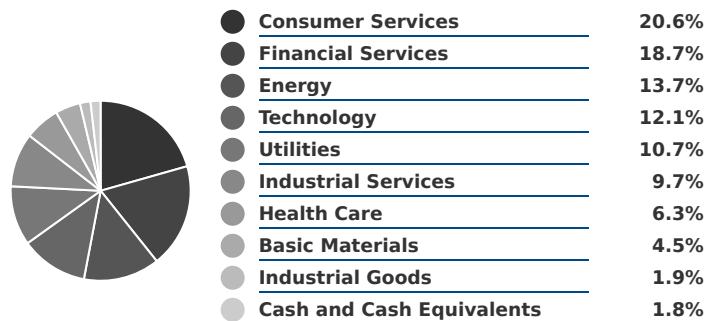 Consumer Services 20.6%
Financial Services 18.7%
Energy 13.7%
Technology 12.1%
Utilities 10.7%
Industrial Services 9.7%
Health Care 6.3%
Basic Materials 4.5%
Industrial Goods 1.9%
Cash and Cash Equivalents 1.8%